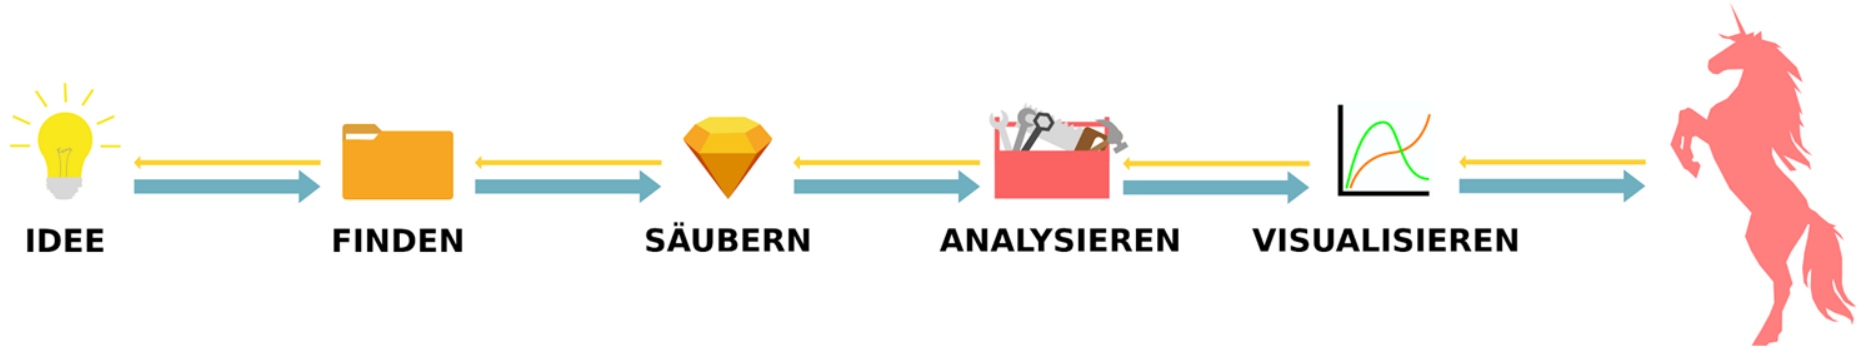 IDEE
FINDEN
SÄUBERN
ANALYSIEREN
VISUALISIEREN